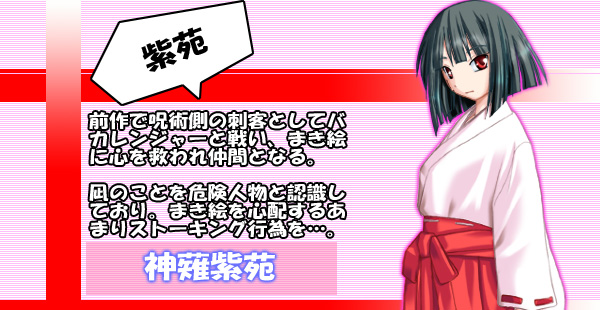 紫苑
前作で呪術側の刺客としてバ
カレンジャーと戦い、まき絵
に心を救われ仲間となる。
凪のことを危険人物と認識し
ており。まき絵を心配するあ
まりストーキング行為を…。
神薙紫苑